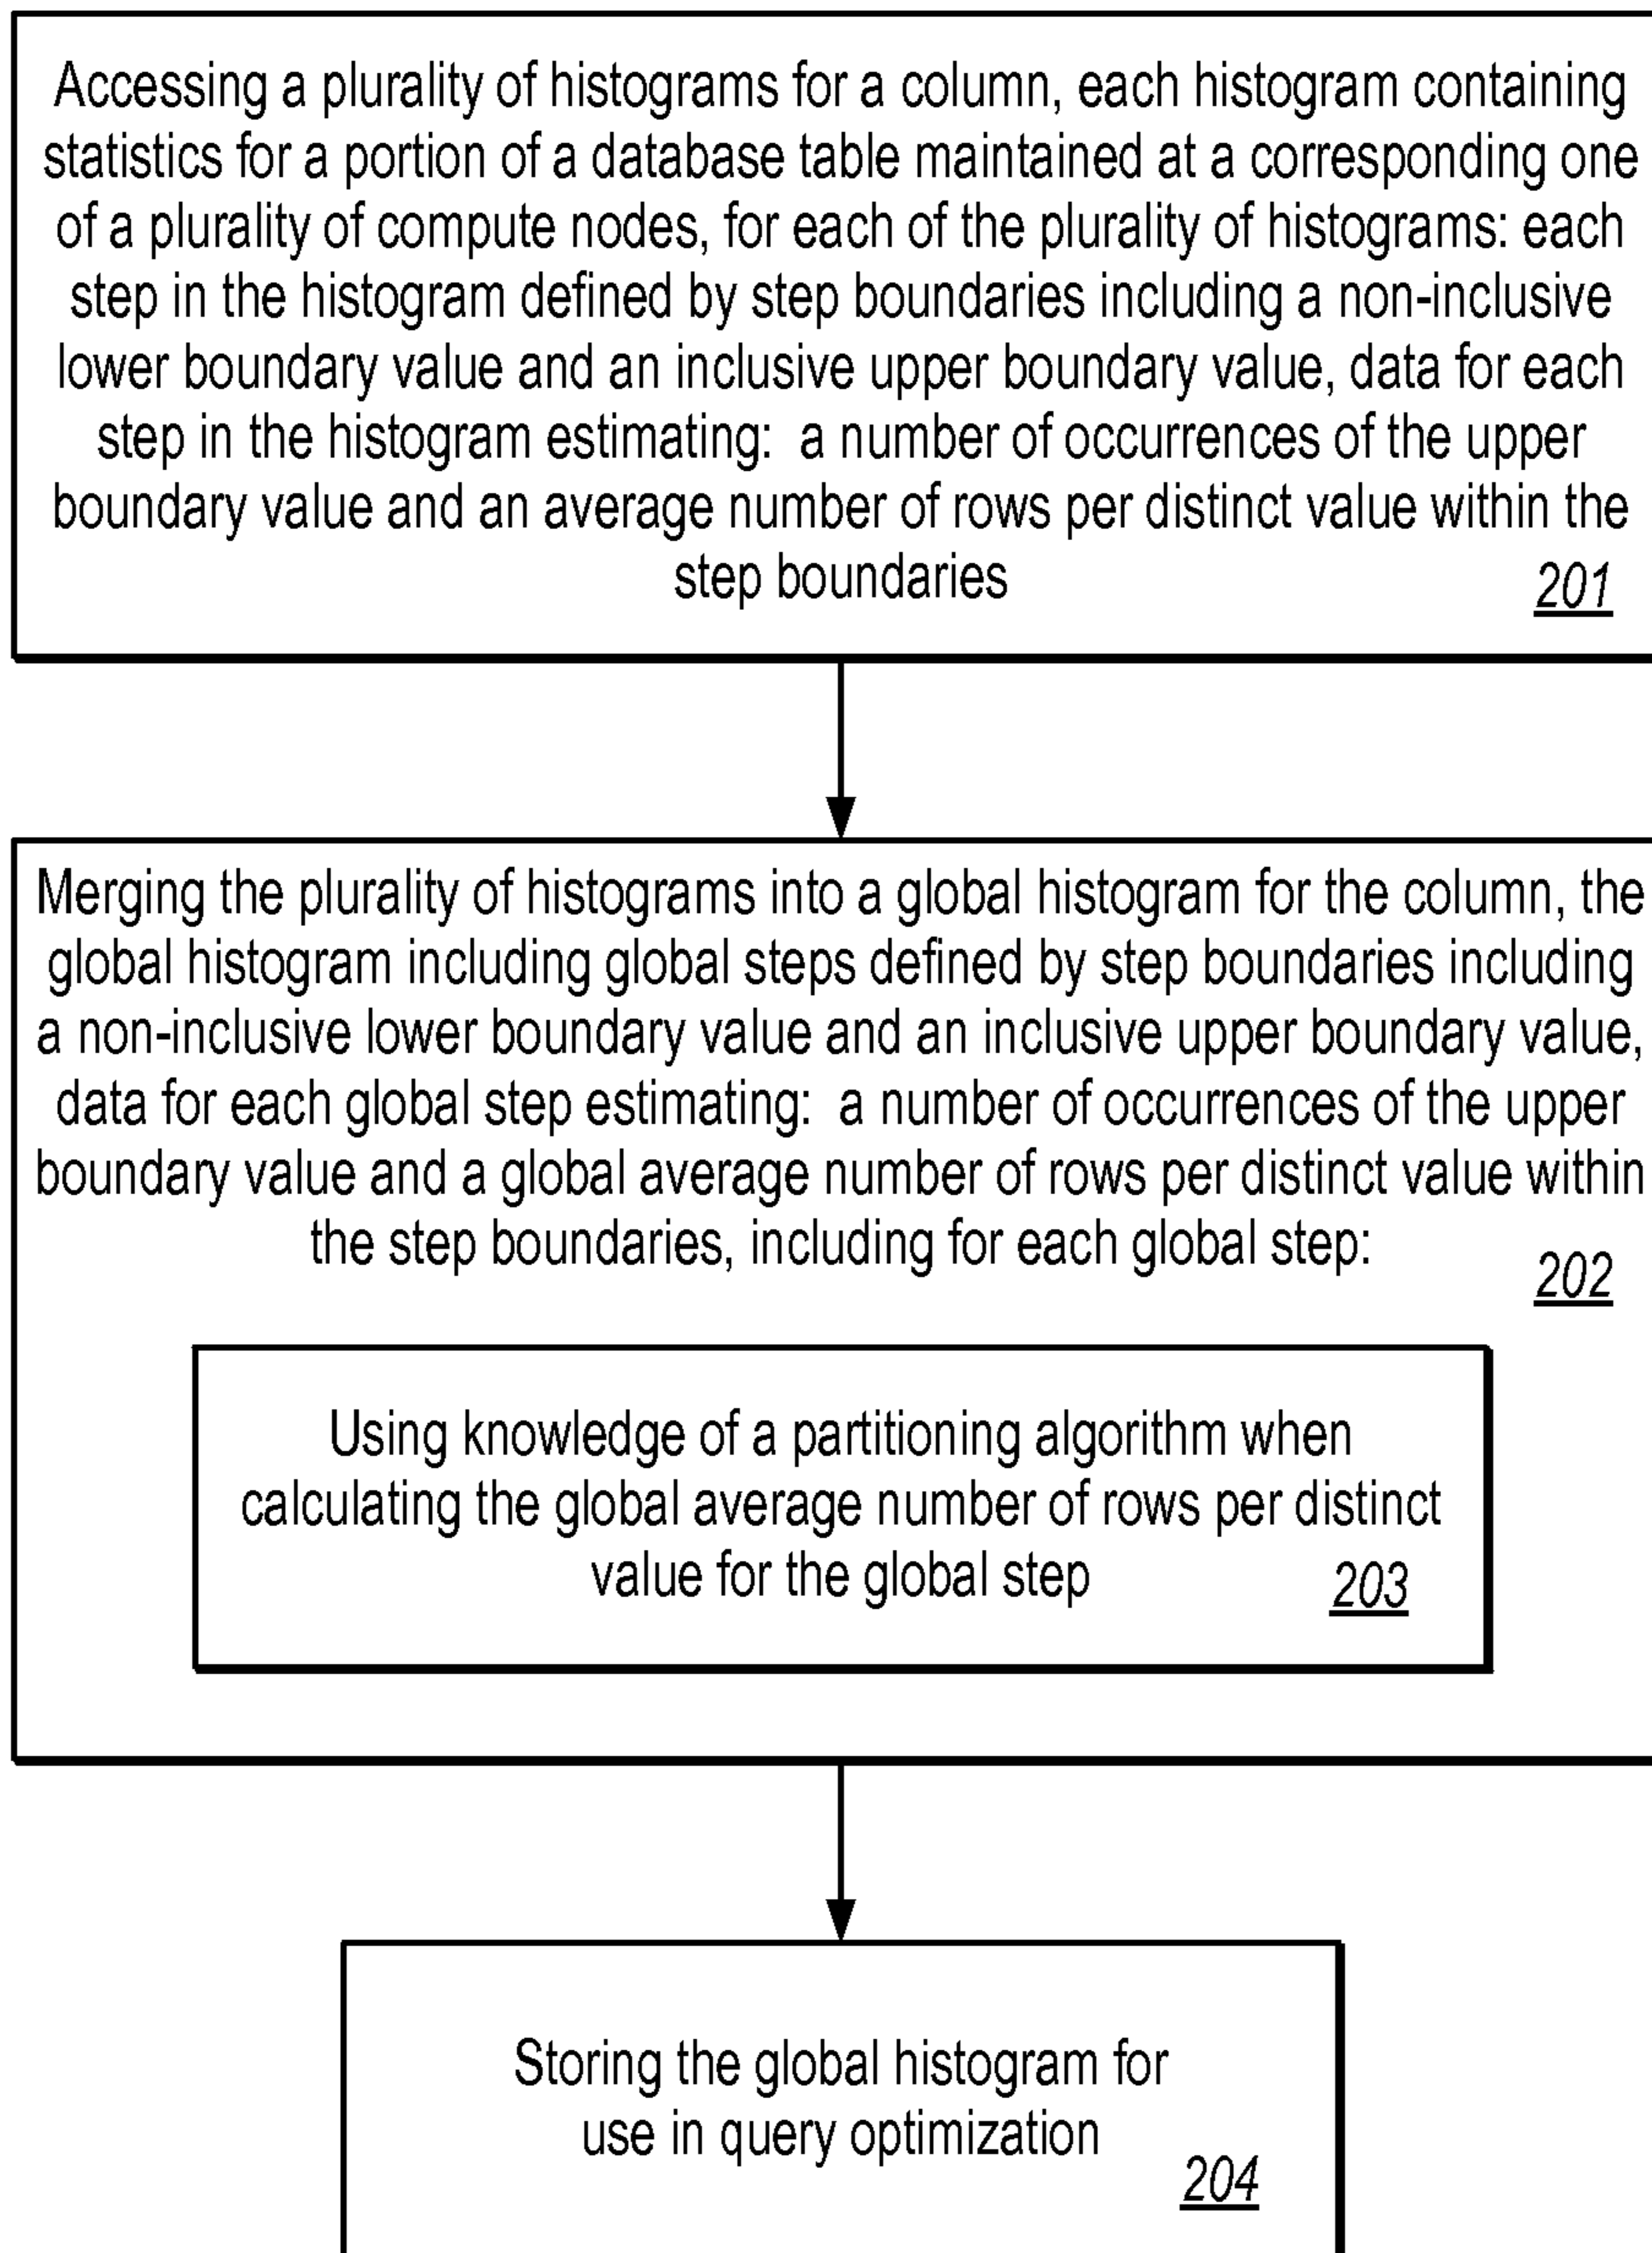 Accessing a plurality of histograms for a column, each histogram containing
statistics for a portion of a database table maintained at a corresponding one
of a plurality of compute nodes, for each of the plurality of histograms: each
step in the histogram defined by step boundaries including a non-inclusive
lower boundary value and an inclusive upper boundary value, data for each
step in the histogram estimating: a number of occurrences of the upper
boundary value and an average number of rows per distinct value within the
step boundaries
201
Merging the plurality of histograms into a global histogram for the column, the
global histogram including global steps defined by step boundaries including
a non-inclusive lower boundary value and an inclusive upper boundary value,
data for each global step estimating: a number of occurrences of the upper
boundary value and a global average number of rows per distinct value within
the step boundaries, including for each global step:
202
Using knowledge of a partitioning algorithm when
calculating the global average number of rows per distinct
value for the global step
203
Storing the global histogram for
use in query optimization
204